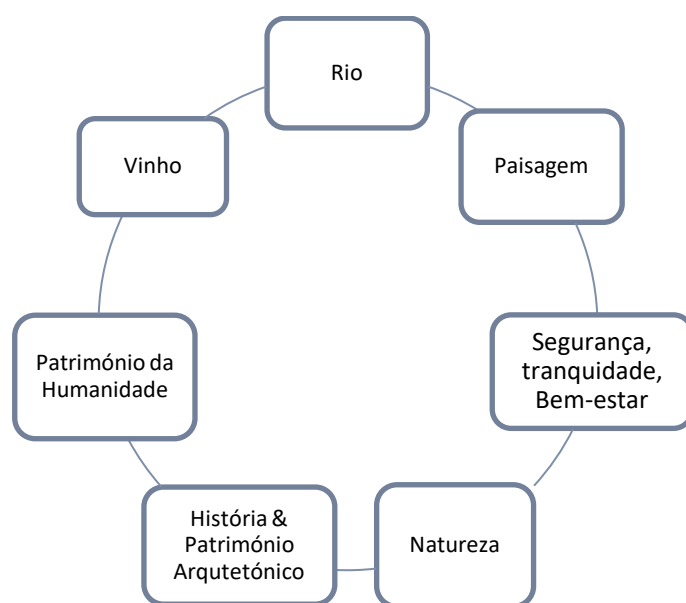 Rio
Paisagem
Segurança,
tranquidade,
Bem-estar
Natureza
História &
Património
Arqutetónico
Património da
Humanidade
Vinho